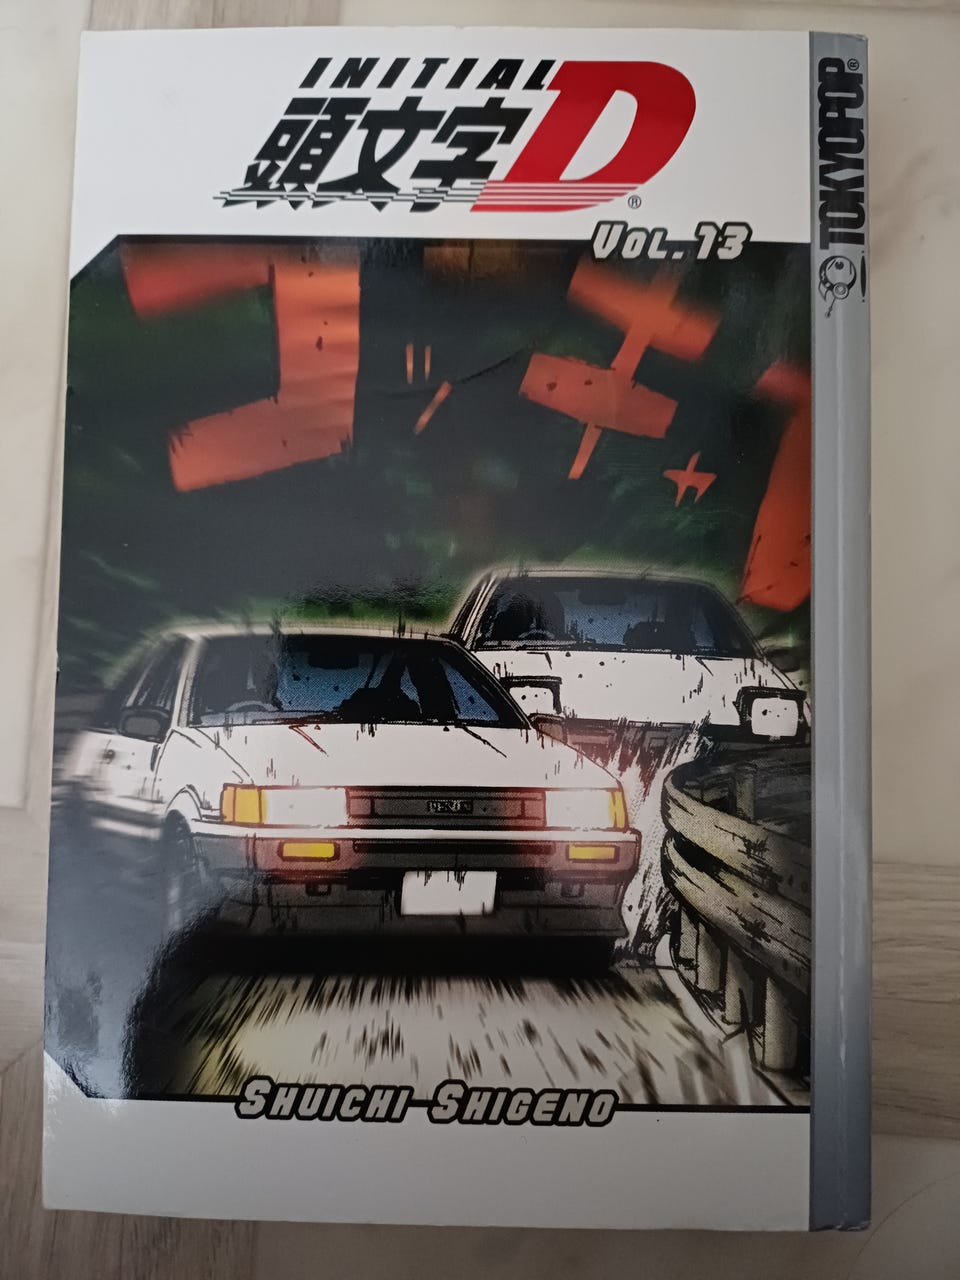 INITIAL
頭文字D®
VOL.13
TOKYOPOP®
SHUICHI SHIGENO